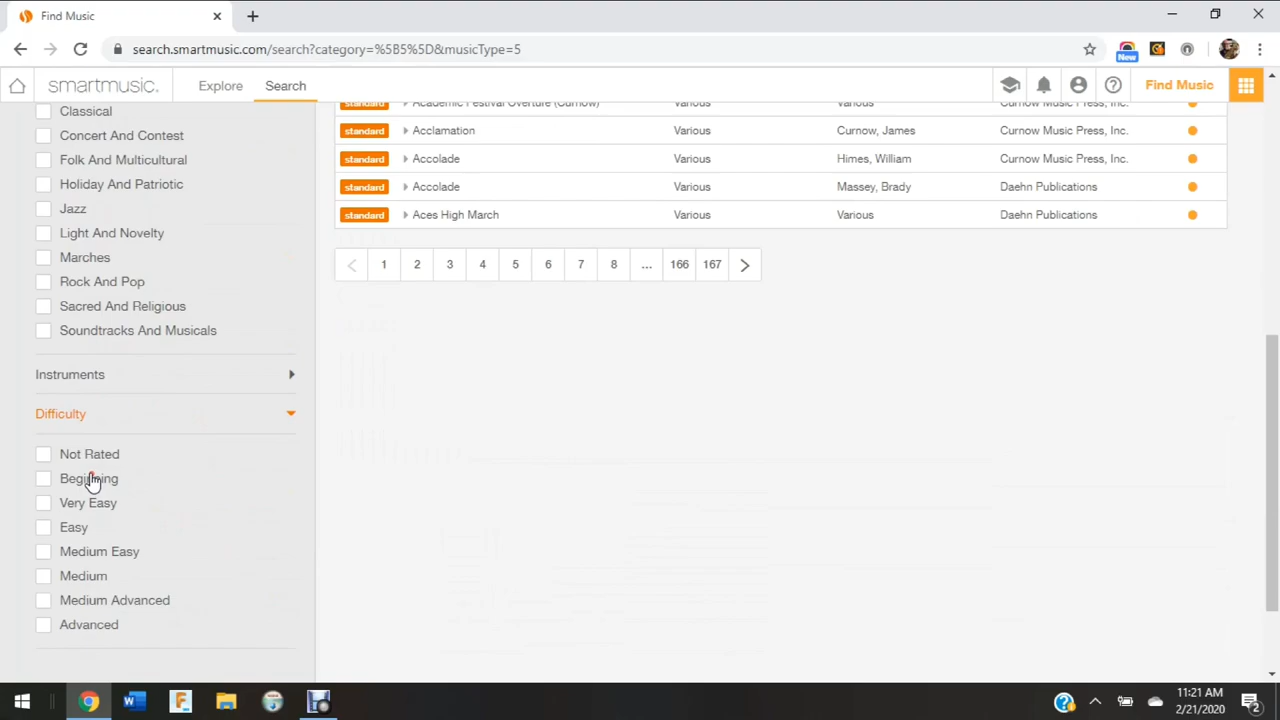 Find Music
search.smartmusic.com/search?category=%5B5%5D&musicType=5
New
smartmusic. Explore Search Find Music
Classical
Concert And Contest
Folk And Multicultural
Holiday And Patriotic
Jazz
Light And Novelty
Marches
Rock And Pop
Sacred And Religious
Soundtracks And Musicals
Instruments
Difficulty
Not Rated
Beginning
Very Easy
Easy
Medium Easy
Medium
Medium Advanced
Advanced
Academic Festival Overture (Curnow) Various Various Curnow Music Press, Inc.
standard Acclamation Various Curnow, James Curnow Music Press, Inc.
standard Accolade Various Himes, William Curnow Music Press, Inc.
standard Accolade Various Massey, Brady Daehn Publications
standard Aces High March Various Various Daehn Publications
1 2 3 4 5 6 7 8 ... 166 167
11:21 AM
2/21/2020
2